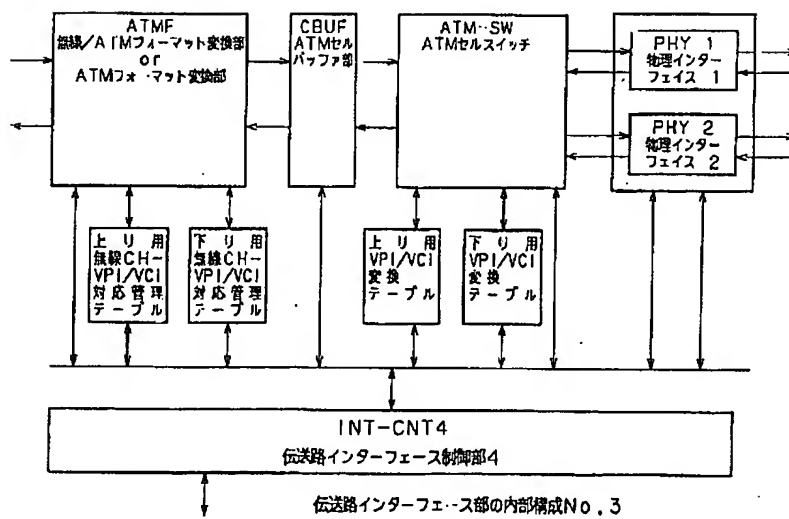 ATMF
無線/ATMフォーマット変換部
or
ATMフォーマット変換部
CBUF
ATMセル
バッファ部
ATM-SW
ATMセルスイッチ
PHY 1
物理インター
フェイス 1
PHY 2
物理インター
フェイス 2
上り用
無線CH-
VPI/VCI
対応管理
テーブル
下り用
無線CH-
VPI/VCI
対応管理
テーブル
上り用
VPI/VCI
変換
テーブル
下り用
VPI/VCI
変換
テーブル
INT-CNT4
伝送路インターフェース制御部4
伝送路インターフェース部の内部構成No.3